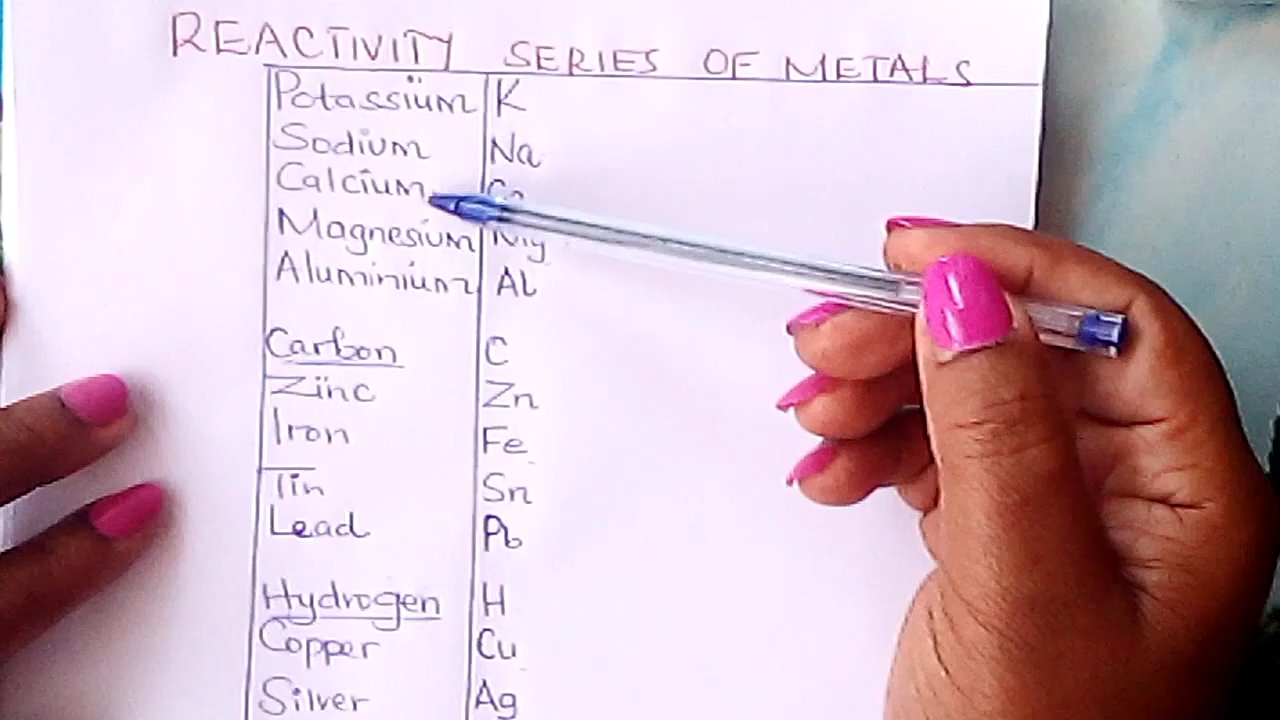 REACTIVITY SERIES OF METALS
Potassium K
Sodium Na
Calcium
Magnesium Mg
Aluminium Al
Carbon C
Zinc Zn
Iron Fe
Tin Sn
Lead Pb
Hydrogen H
Copper Cu
Silver Ag